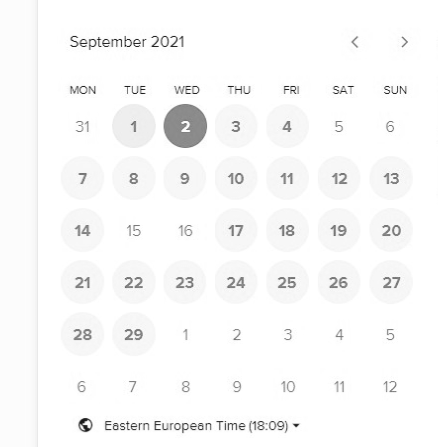 September 2021
MON TUE WED THU FRI SAT SUN
31 1 2 3 4 5 6
7 8 9 10 11 12 13
14 15 16 17 18 19 20
21 22 23 24 25 26 27
28 29 1 2 3 4 5
6 7 8 9 10 11 12
Eastern European Time (18:09)